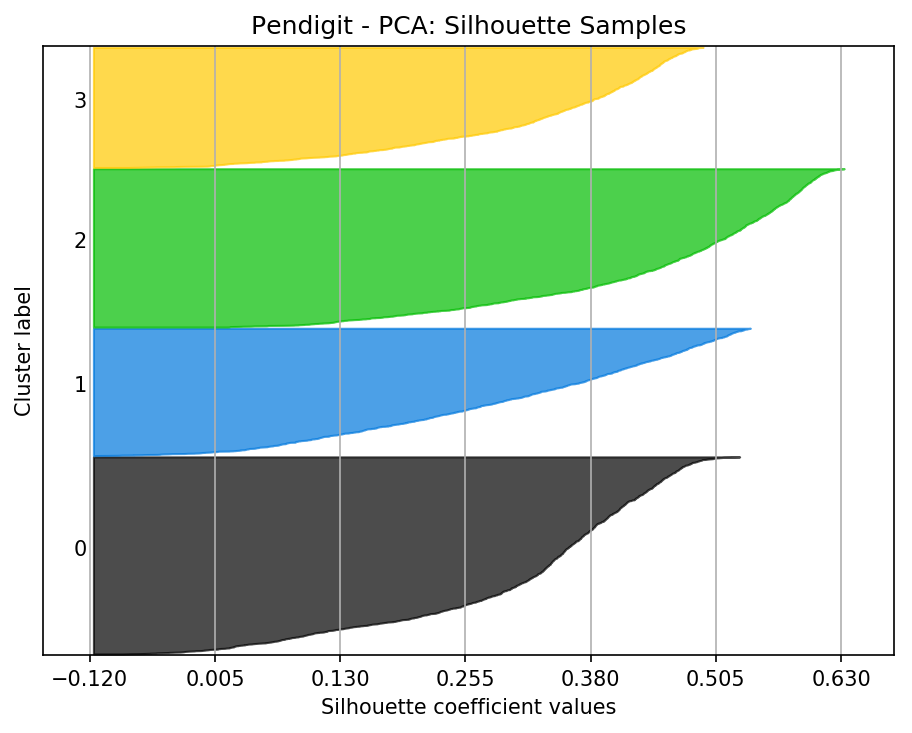 Pendigit - PCA: Silhouette Samples
Cluster label
3
2
1
0
−0.120 0.005 0.130 0.255 0.380 0.505 0.630
Silhouette coefficient values